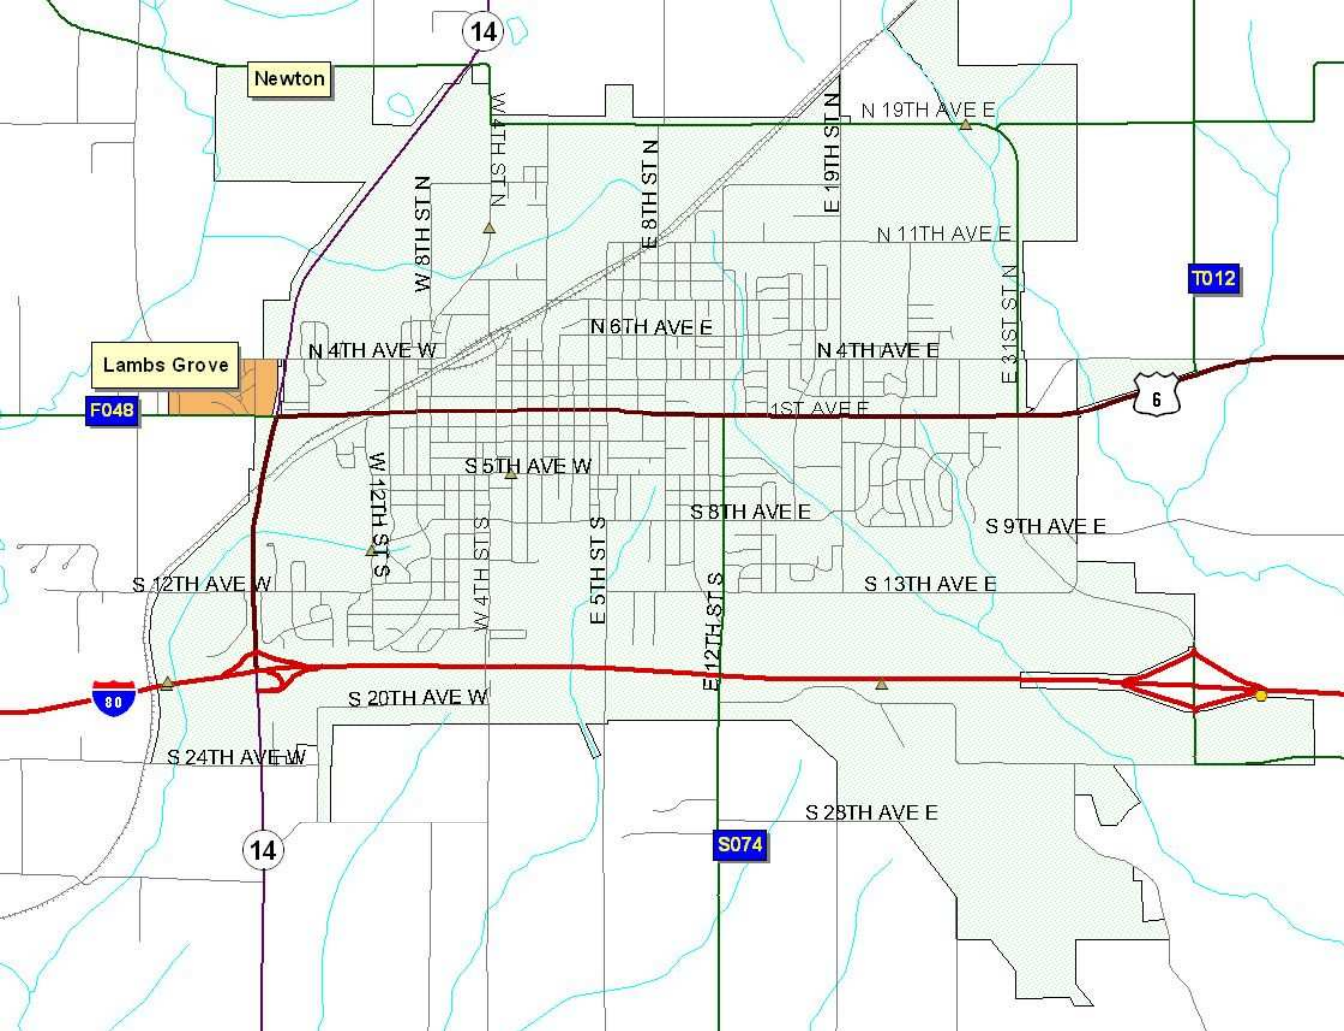 14
Newton
W 4TH ST N
N 19TH AVE E
E 19TH ST N
E 8TH ST N
W 8TH ST N
N 11TH AVE E
T012
E 31ST ST N
N 6TH AVE E
N 4TH AVE W
N 4TH AVE E
Lambs Grove
6
F048
1ST AVE E
S 5TH AVE W
W 12TH ST S
S 8TH AVE E
S 9TH AVE E
W 4TH ST S
E 5TH ST S
S 12TH AVE W
S 13TH AVE E
E 12TH ST S
80
S 20TH AVE W
S 24TH AVE W
S 28TH AVE E
S074
14